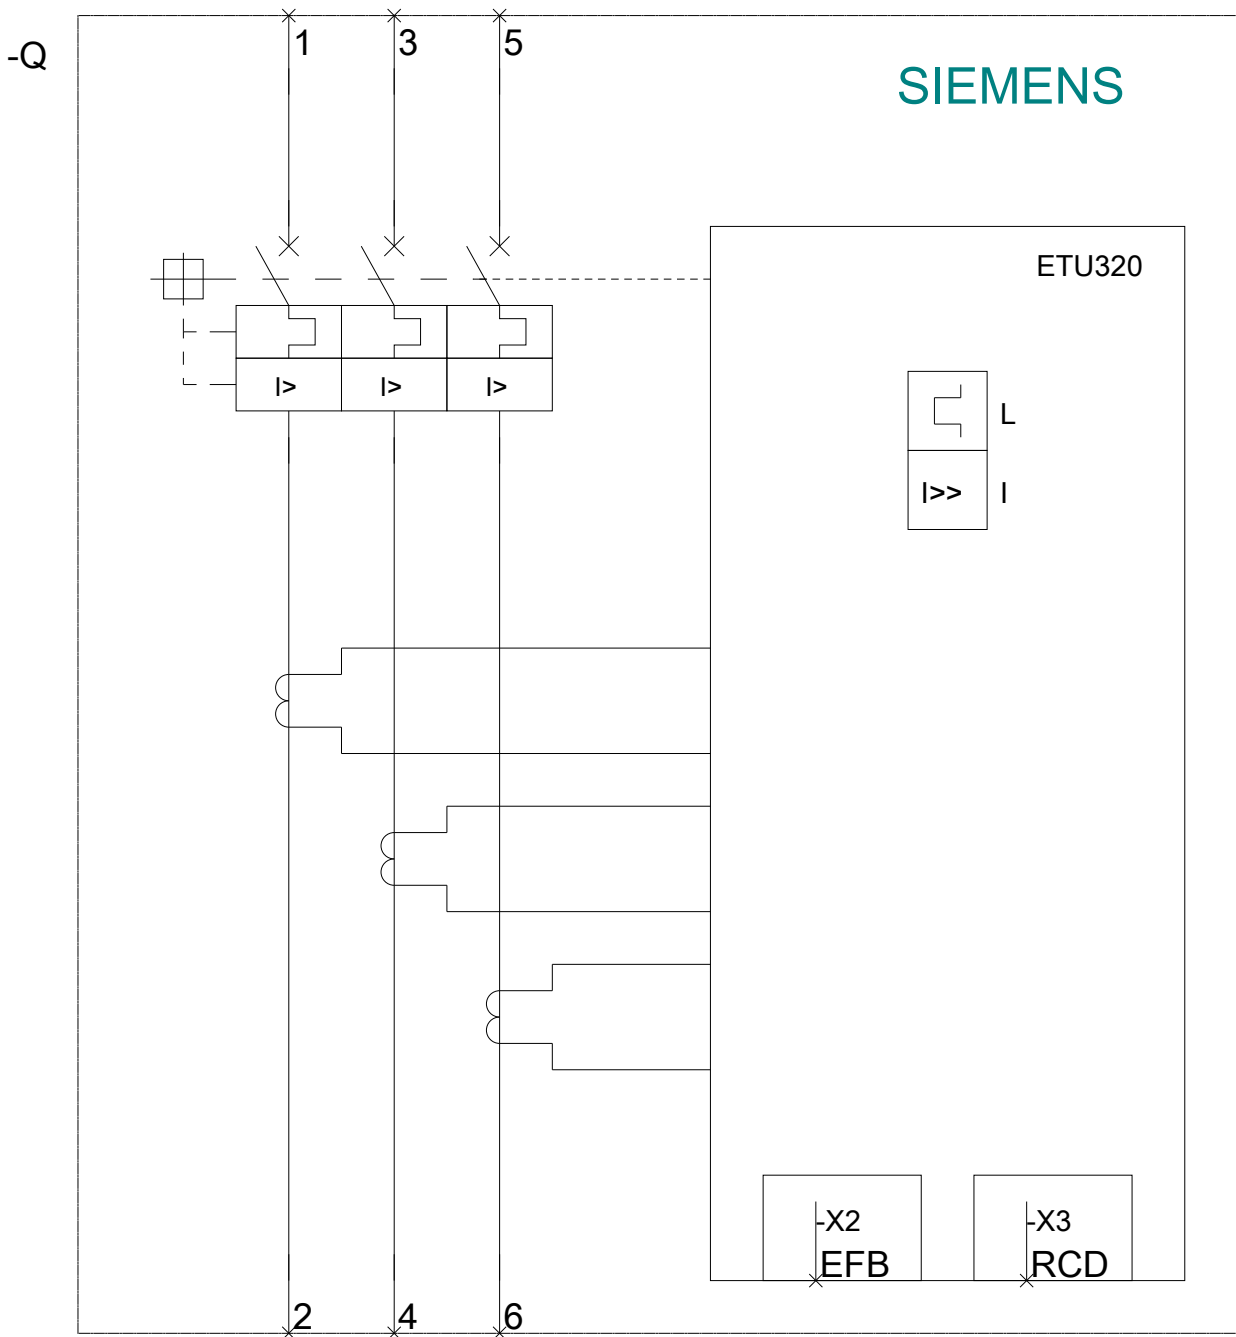 1 3 5
-Q
SIEMENS
ETU320
I> I> I>
L
I>> I
-X2 -X3
EFB RCD
2 4 6